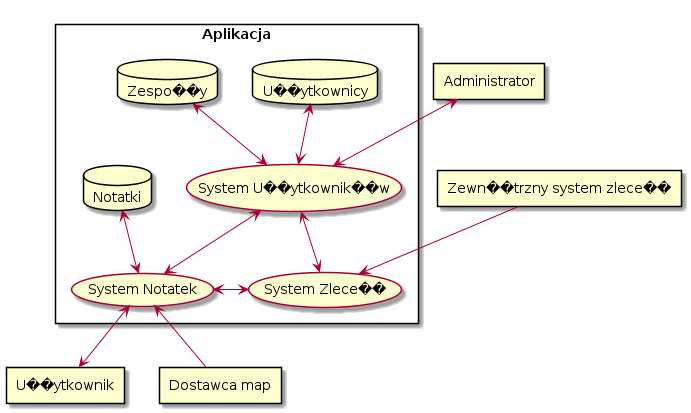 Aplikacja
Zespo��y
U��ytkownicy
Administrator
Notatki
System U��ytkownik��w
Zewn��trzny system zlece��
System Notatek
System Zlece��
U��ytkownik
Dostawca map